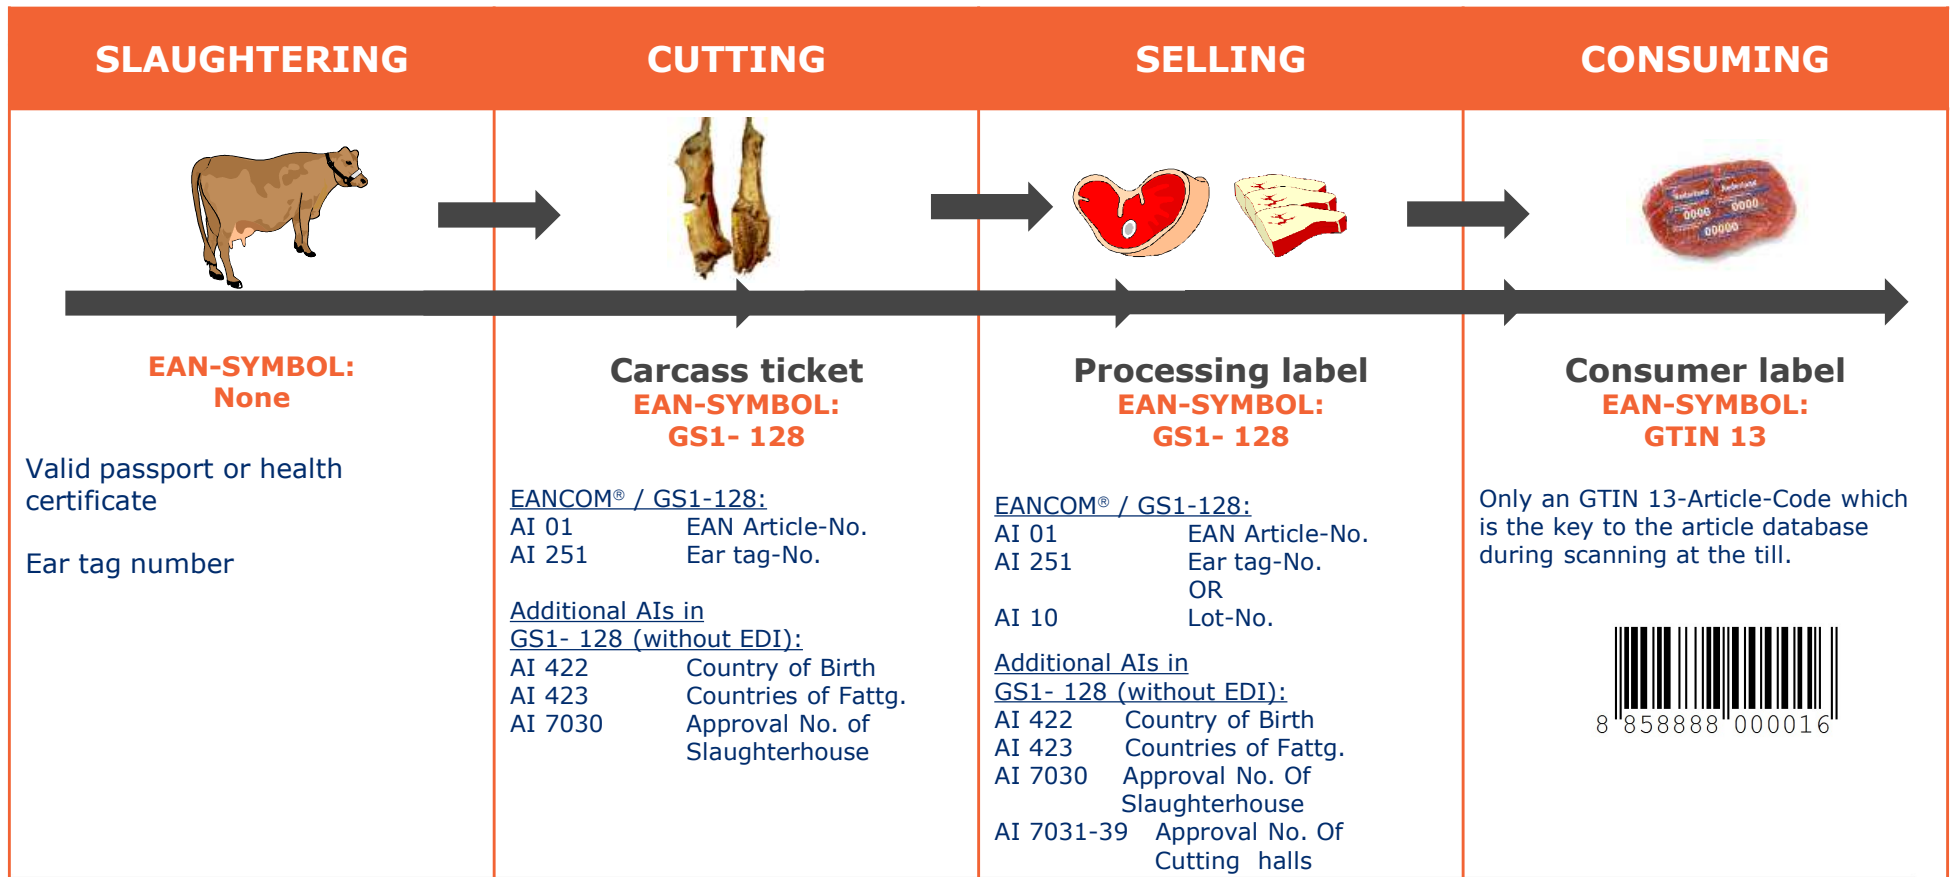 SLAUGHTERING
CUTTING
SELLING
CONSUMING
EAN-SYMBOL:
None
Valid passport or health
certificate
Ear tag number
Carcass ticket
EAN-SYMBOL:
GS1- 128
EANCOM® / GS1-128:
AI 01 EAN Article-No.
AI 251 Ear tag-No.
Additional AIs in
GS1- 128 (without EDI):
AI 422 Country of Birth
AI 423 Countries of Fattg.
AI 7030 Approval No. of
Slaughterhouse
Processing label
EAN-SYMBOL:
GS1- 128
EANCOM® / GS1-128:
AI 01 EAN Article-No.
AI 251 Ear tag-No.
OR
AI 10 Lot-No.
Additional AIs in
GS1- 128 (without EDI):
AI 422 Country of Birth
AI 423 Countries of Fattg.
AI 7030 Approval No. Of
Slaughterhouse
AI 7031-39 Approval No. Of
Cutting halls
0000 0000
00000
Consumer label
EAN-SYMBOL:
GTIN 13
Only an GTIN 13-Article-Code which
is the key to the article database
during scanning at the till.
8 858888 000016